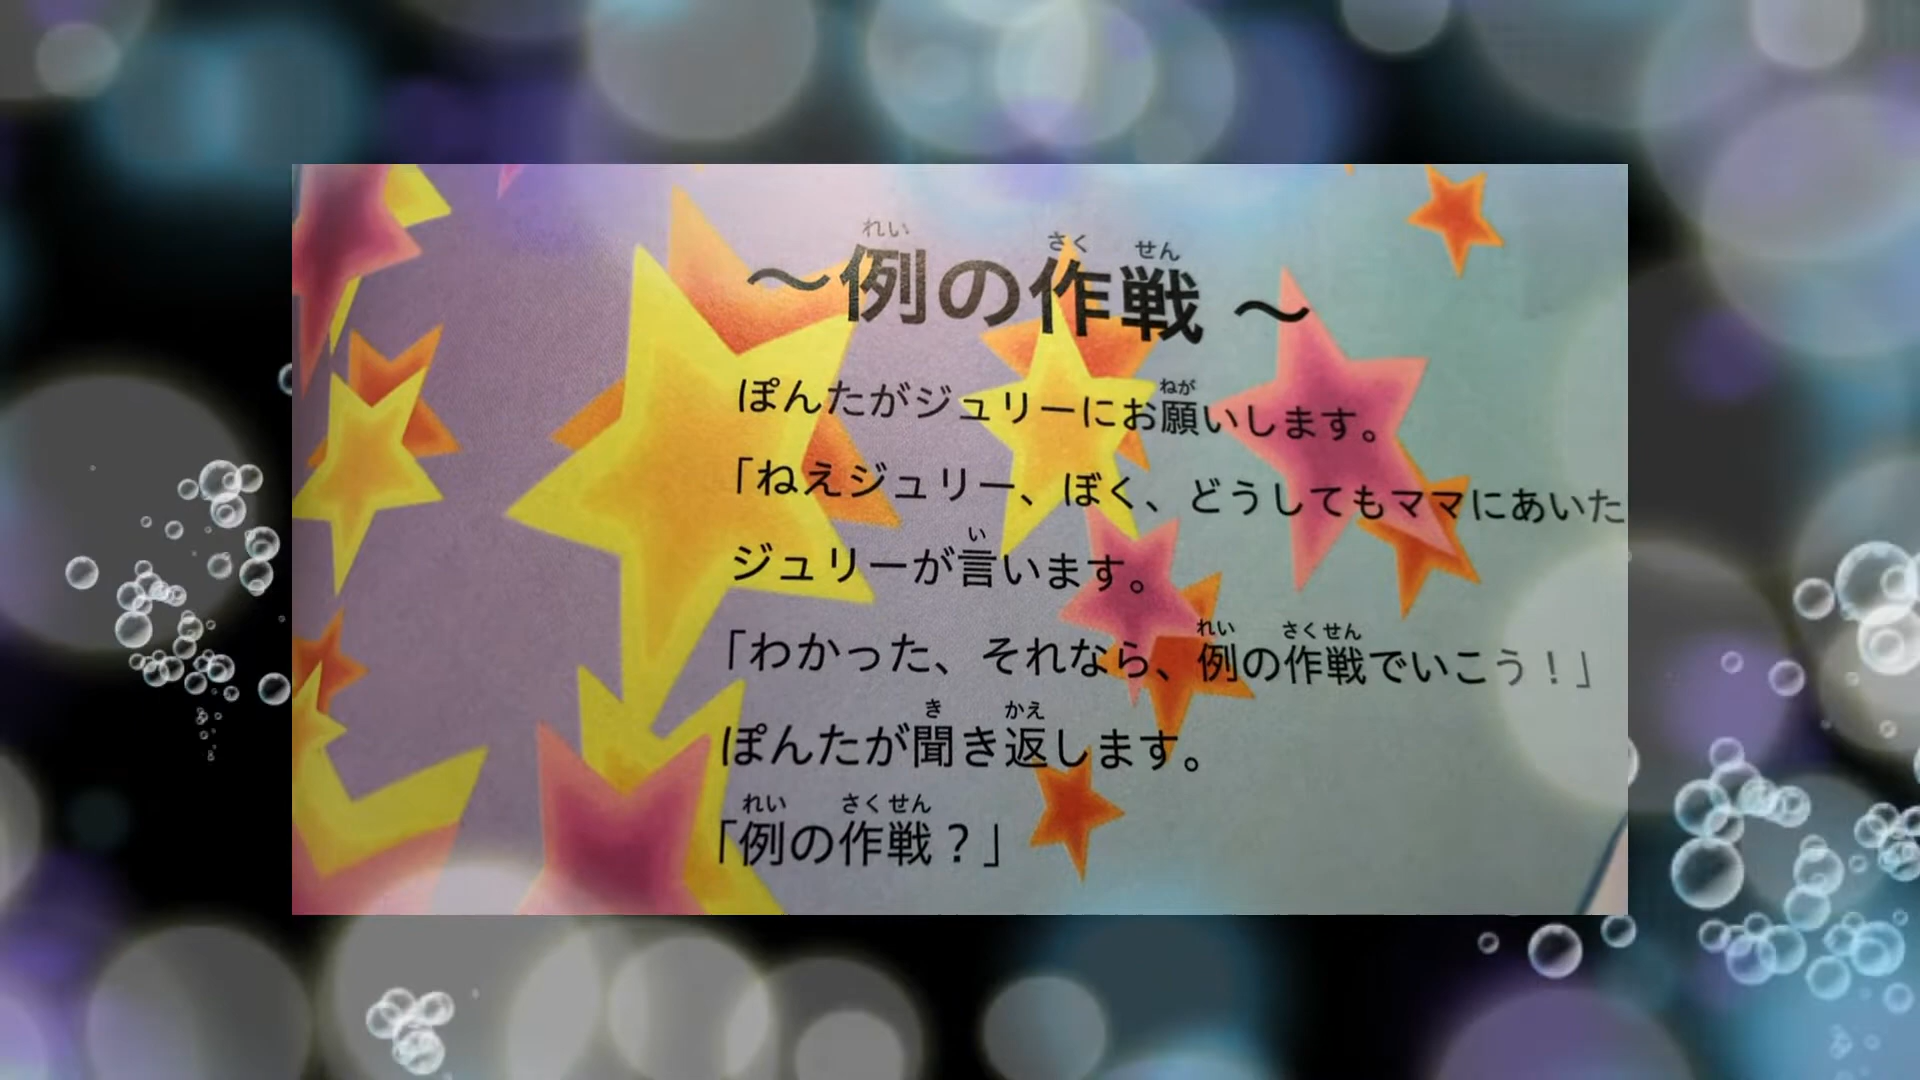 ～例の作戦～
ぽんたがジュリーにお願いします。
「ねえジュリー、ぼく、どうしてもママにあいた
ジュリーが言います。
「わかった、それなら、例の作戦でいこう！」
ぽんたが聞き返します。
「例の作戦？」